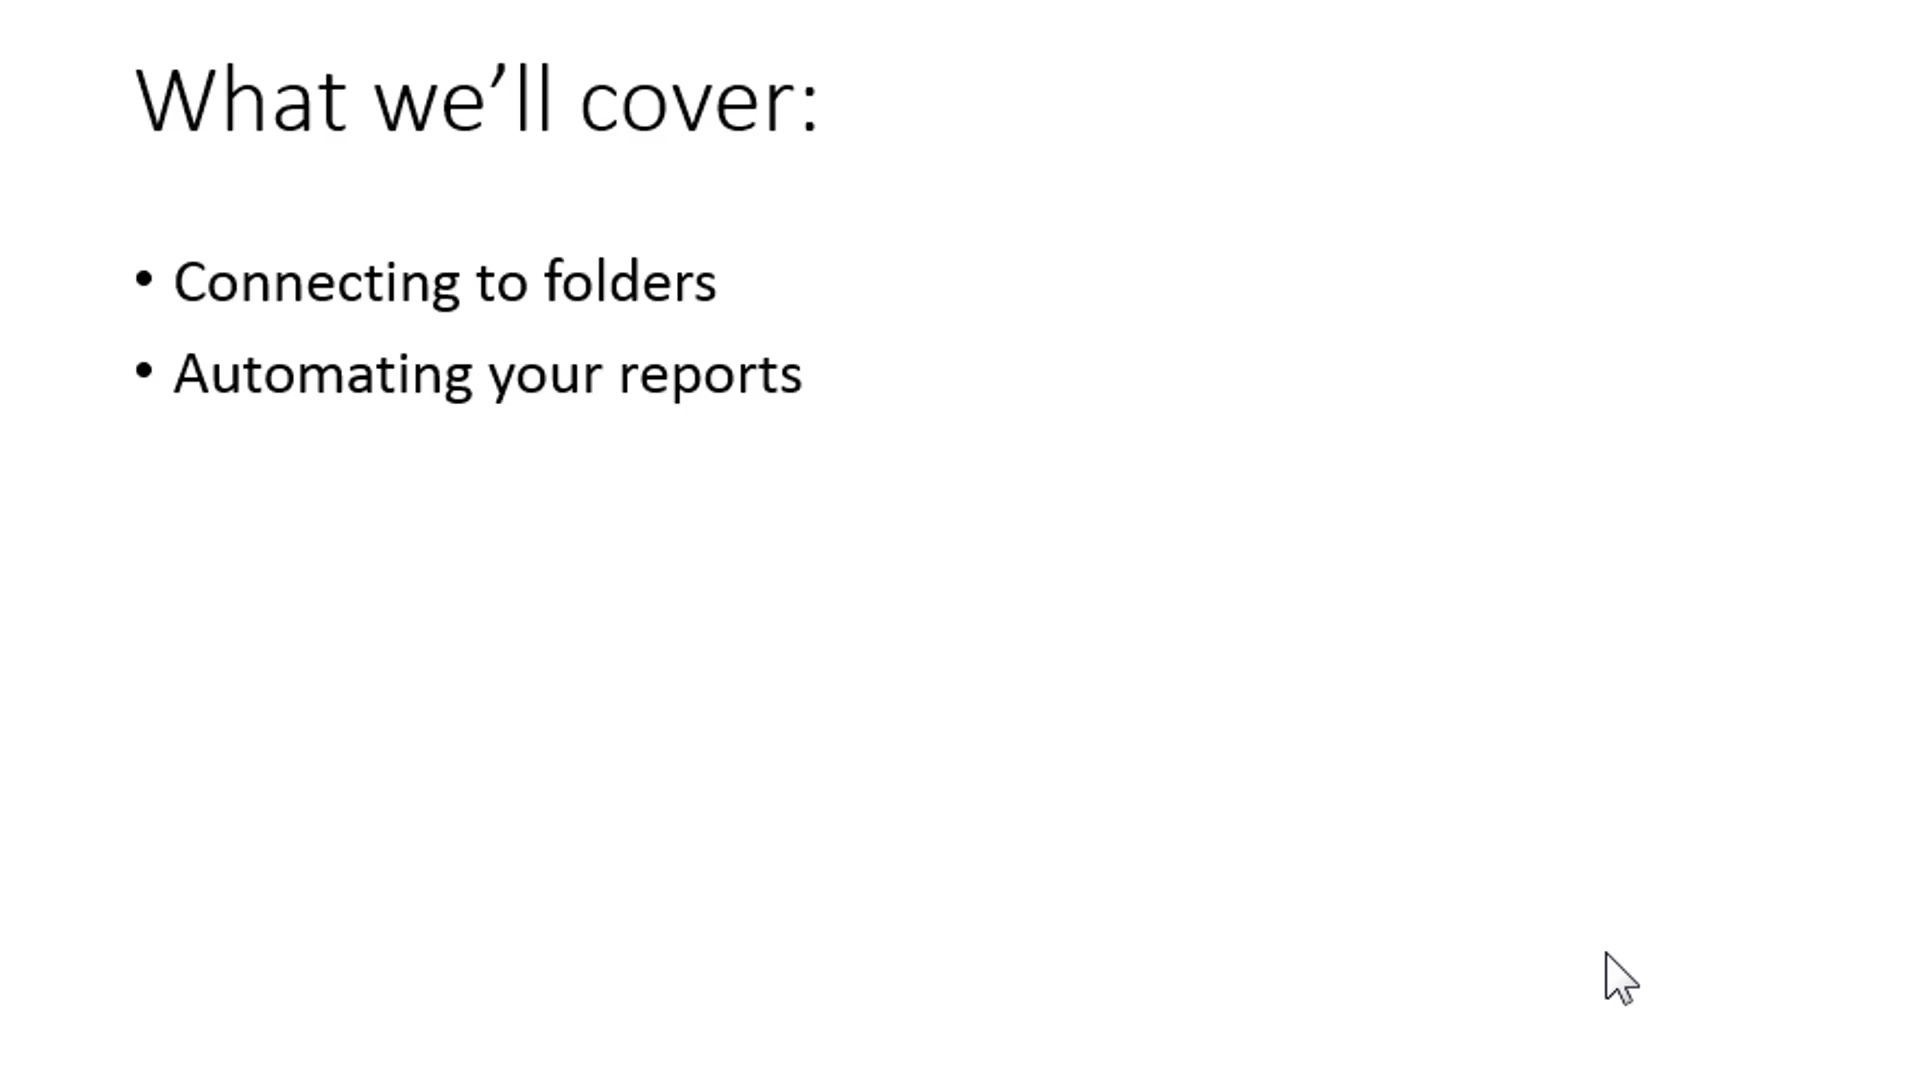 What we’ll cover:
• Connecting to folders
• Automating your reports